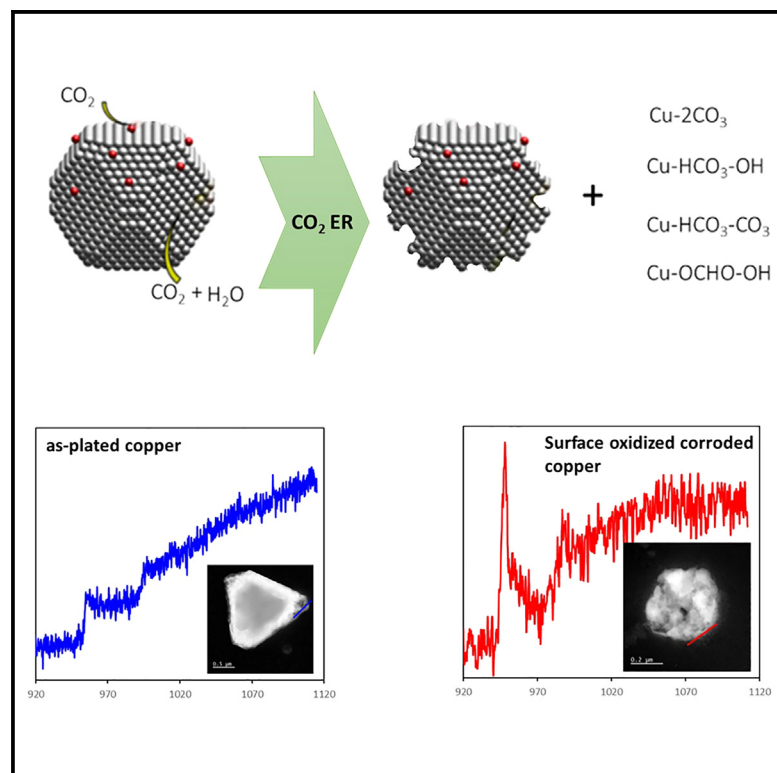 CO₂
CO₂ + H₂O
CO₂ ER
+
Cu-2CO₃
Cu-HCO₃-OH
Cu-HCO₃-CO₃
Cu-OCHO-OH
as-plated copper
0.5 µm
920 970 1020 1070 1120
Surface oxidized corroded
copper
0.2 µm
920 970 1020 1070 1120